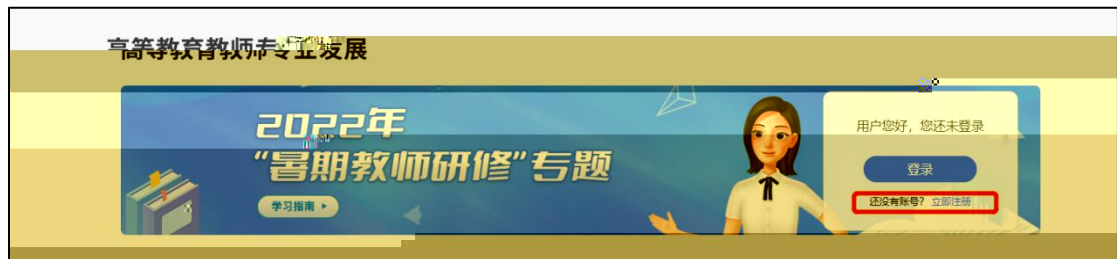 高等教育教师专业发展
2022年
“暑期教师研修”专题
学习指南
用户您好，您还未登录
登录
还没有账号？ 立即注册